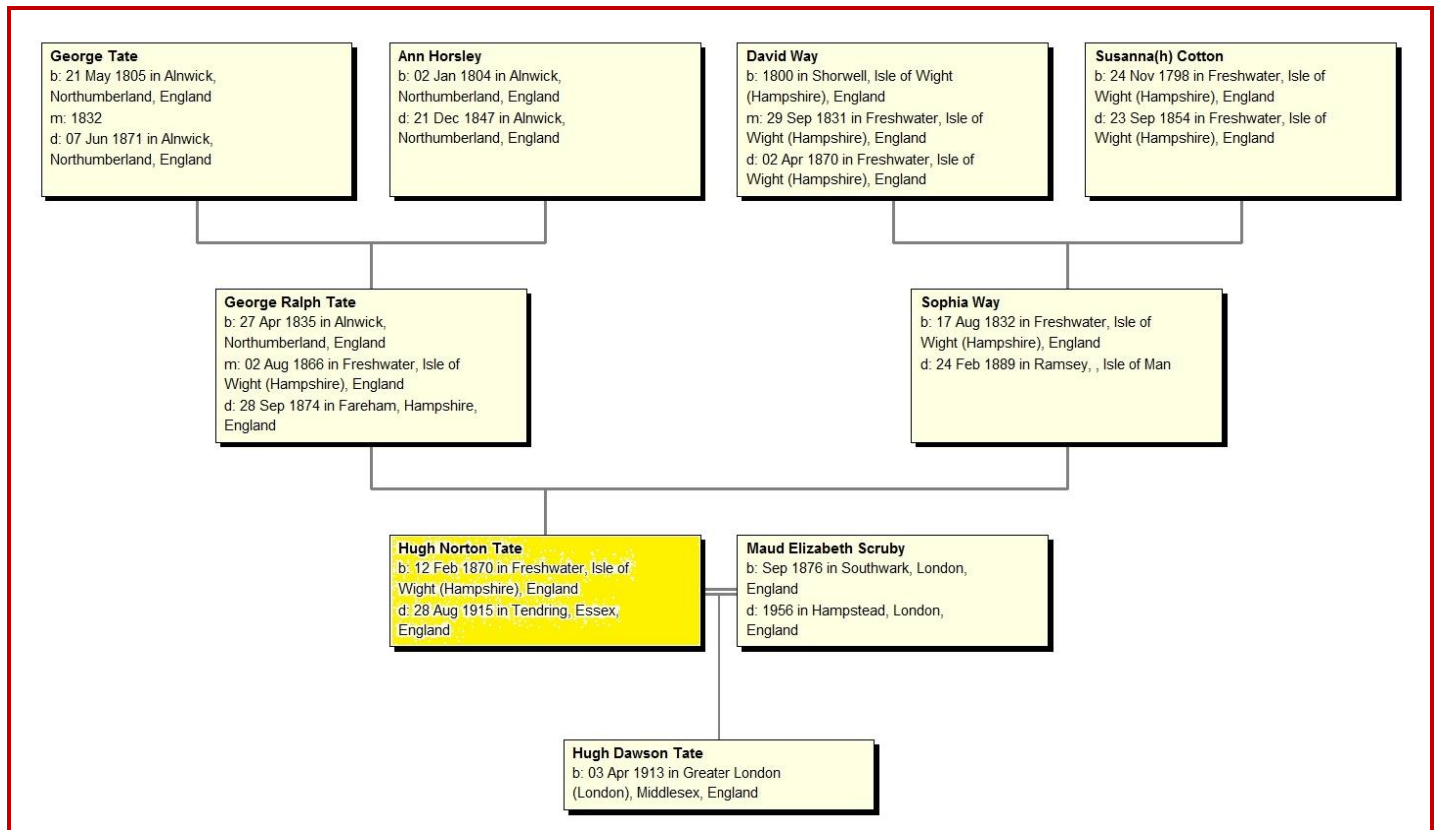 George Tate
b: 21 May 1805 in Alnwick,
Northumberland, England
m: 1832
d: 07 Jun 1871 in Alnwick,
Northumberland, England
Ann Horsley
b: 02 Jan 1804 in Alnwick,
Northumberland, England
d: 21 Dec 1847 in Alnwick,
Northumberland, England
David Way
b: 1800 in Shorwell, Isle of Wight
(Hampshire), England
m: 29 Sep 1831 in Freshwater, Isle of
Wight (Hampshire), England
d: 02 Apr 1870 in Freshwater, Isle of
Wight (Hampshire), England
Susanna(h) Cotton
b: 24 Nov 1798 in Freshwater, Isle of
Wight (Hampshire), England
d: 23 Sep 1854 in Freshwater, Isle of
Wight (Hampshire), England
George Ralph Tate
b: 27 Apr 1835 in Alnwick,
Northumberland, England
m: 02 Aug 1866 in Freshwater, Isle of
Wight (Hampshire), England
d: 28 Sep 1874 in Fareham, Hampshire,
England
Sophia Way
b: 17 Aug 1832 in Freshwater, Isle of
Wight (Hampshire), England
d: 24 Feb 1889 in Ramsey, , Isle of Man
Hugh Norton Tate
b: 12 Feb 1870 in Freshwater, Isle of
Wight (Hampshire), England
d: 28 Aug 1915 in Tendring, Essex,
England
Maud Elizabeth Scruby
b: Sep 1876 in Southwark, London,
England
d: 1956 in Hampstead, London,
England
Hugh Dawson Tate
b: 03 Apr 1913 in Greater London
(London), Middlesex, England